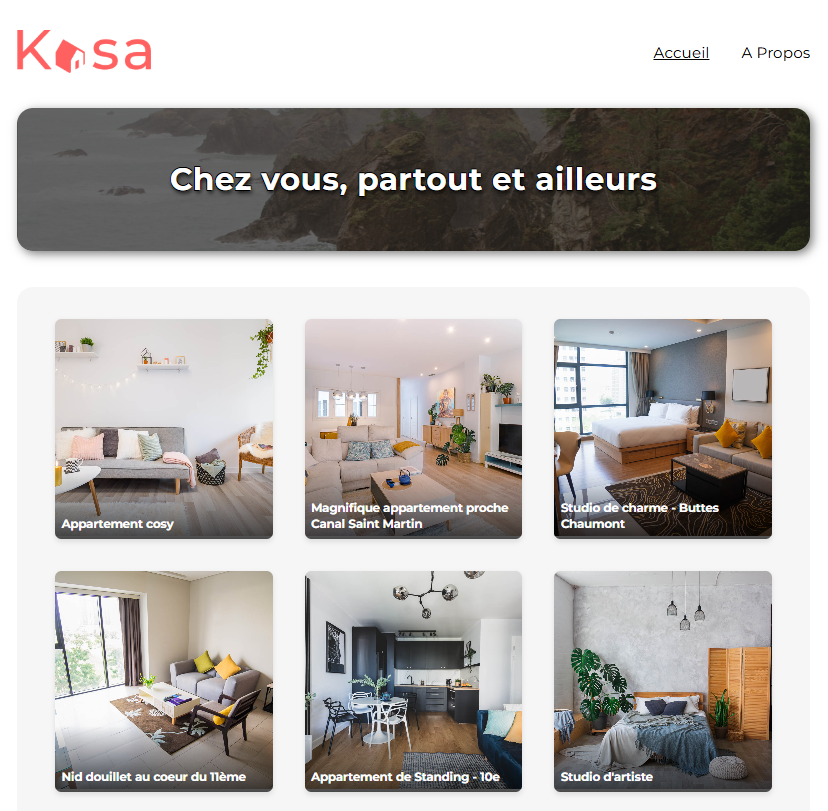 Kasa
Accueil
A Propos
Chez vous, partout et ailleurs
Appartement cosy
Magnifique appartement proche
Canal Saint Martin
Studio de charme - Buttes
Chaumont
Nid douillet au coeur du 11ème
Appartement de Standing - 10e
Studio d'artiste